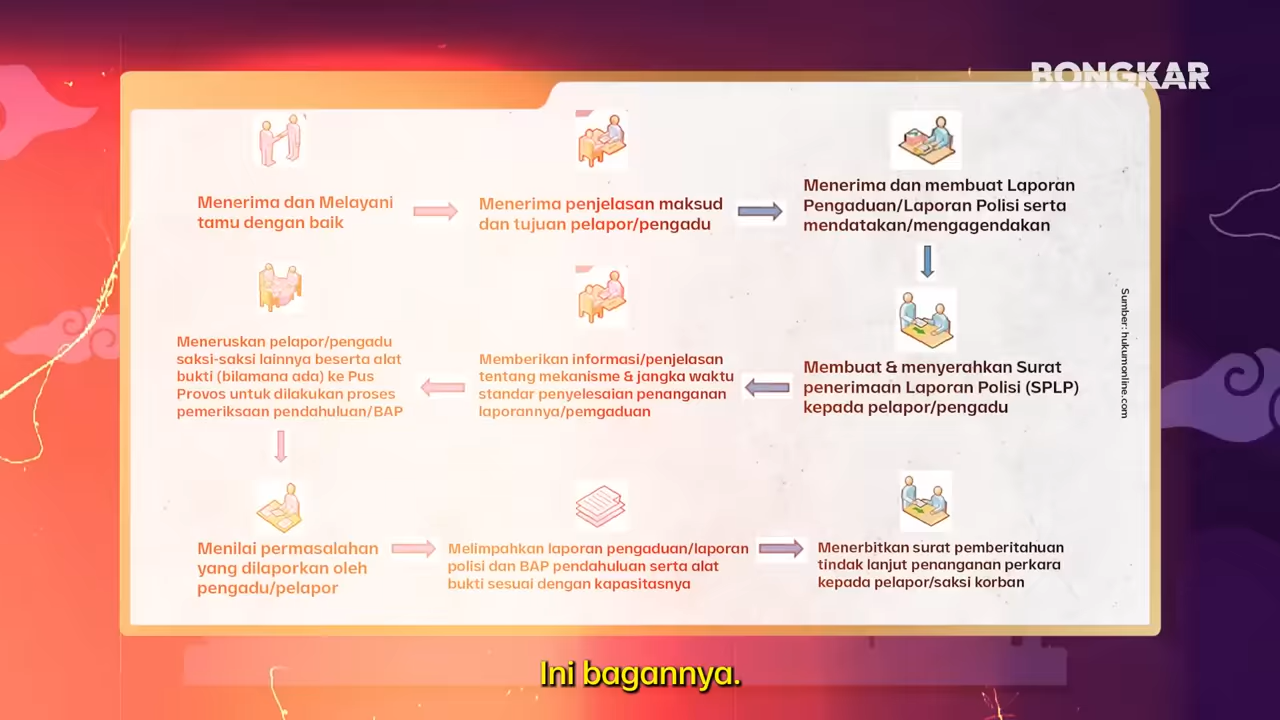 BONGKAR
Menerima dan Melayani
tamu dengan baik
Menerima penjelasan maksud
dan tujuan pelapor/pengadu
Menerima dan membuat Laporan
Pengaduan/Laporan Polisi serta
mendatakan/mengagendakan
Membuat & menyerahkan Surat
penerimaan Laporan Polisi (SPLP)
kepada pelapor/pengadu
Memberikan informasi/penjelasan
tentang mekanisme & jangka waktu
standar penyelesaian penanganan
laporannya/pemgaduan
Meneruskan pelapor/pengadu
saksi-saksi lainnya beserta alat
bukti (bilamana ada) ke Pus
Provos untuk dilakukan proses
pemeriksaan pendahuluan/BAP
Menilai permasalahan
yang dilaporkan oleh
pengadu/pelapor
Melimpahkan laporan pengaduan/laporan
polisi dan BAP pendahuluan serta alat
bukti sesuai dengan kapasitasnya
Menerbitkan surat pemberitahuan
tindak lanjut penanganan perkara
kepada pelapor/saksi korban
Sumber: hukumonline.com
Ini bagannya.